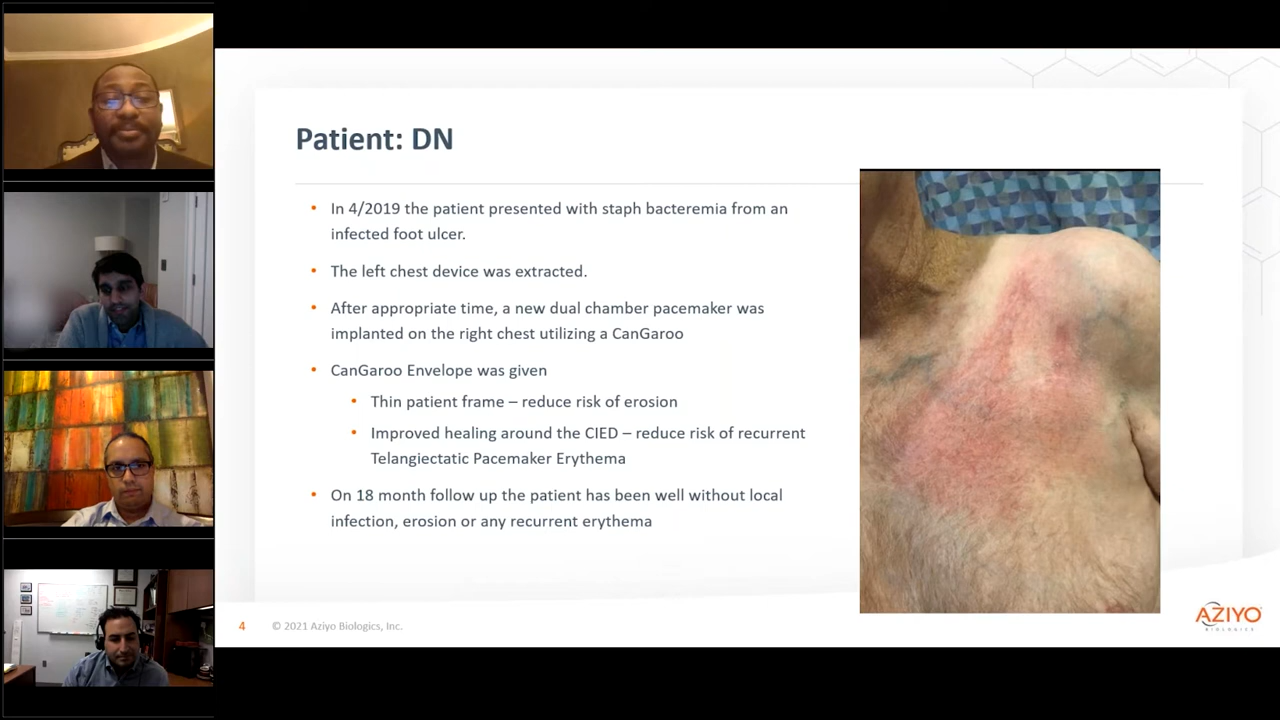 Patient: DN
• In 4/2019 the patient presented with staph bacteremia from an
infected foot ulcer.
• The left chest device was extracted.
• After appropriate time, a new dual chamber pacemaker was
implanted on the right chest utilizing a CanGaroo
• CanGaroo Envelope was given
• Thin patient frame – reduce risk of erosion
• Improved healing around the CIED – reduce risk of recurrent
Telangiectatic Pacemaker Erythema
• On 18 month follow up the patient has been well without local
infection, erosion or any recurrent erythema
4 © 2021 Aziyo Biologics, Inc.
AZIYO
BIOLOGICS